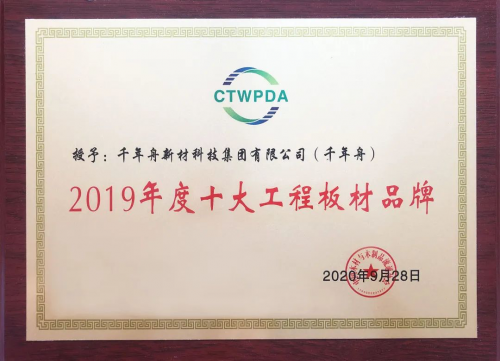 CTWPDA
授予：千年舟新材科技集团有限公司（千年舟）
2019年度十大工程板材品牌
2020年9月28日